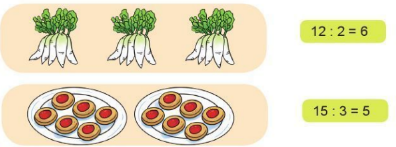 12 : 2 = 6
15 : 3 = 5